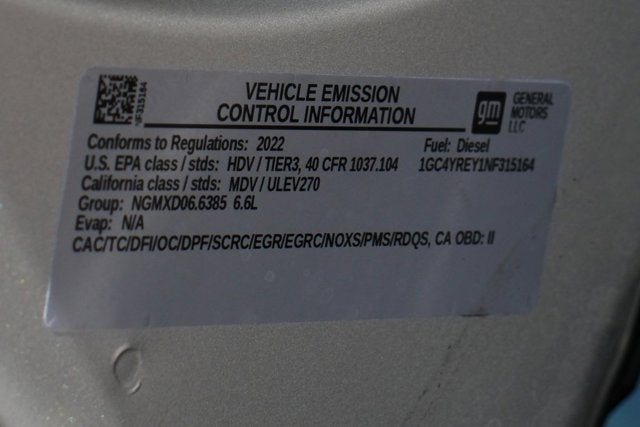 NF315164
VEHICLE EMISSION
CONTROL INFORMATION
gm
GENERAL
MOTORS
LLC
Conforms to Regulations: 2022
Fuel: Diesel
U.S. EPA class / stds: HDV / TIER3, 40 CFR 1037.104
1GC4YREY1NF315164
California class / stds: MDV / ULEV270
Group: NGMXD06.6385 6.6L
Evap: N/A
CAC/TC/DFI/OC/DPF/SCRC/EGR/EGRC/NOXS/PMS/RDQS, CA OBD: II